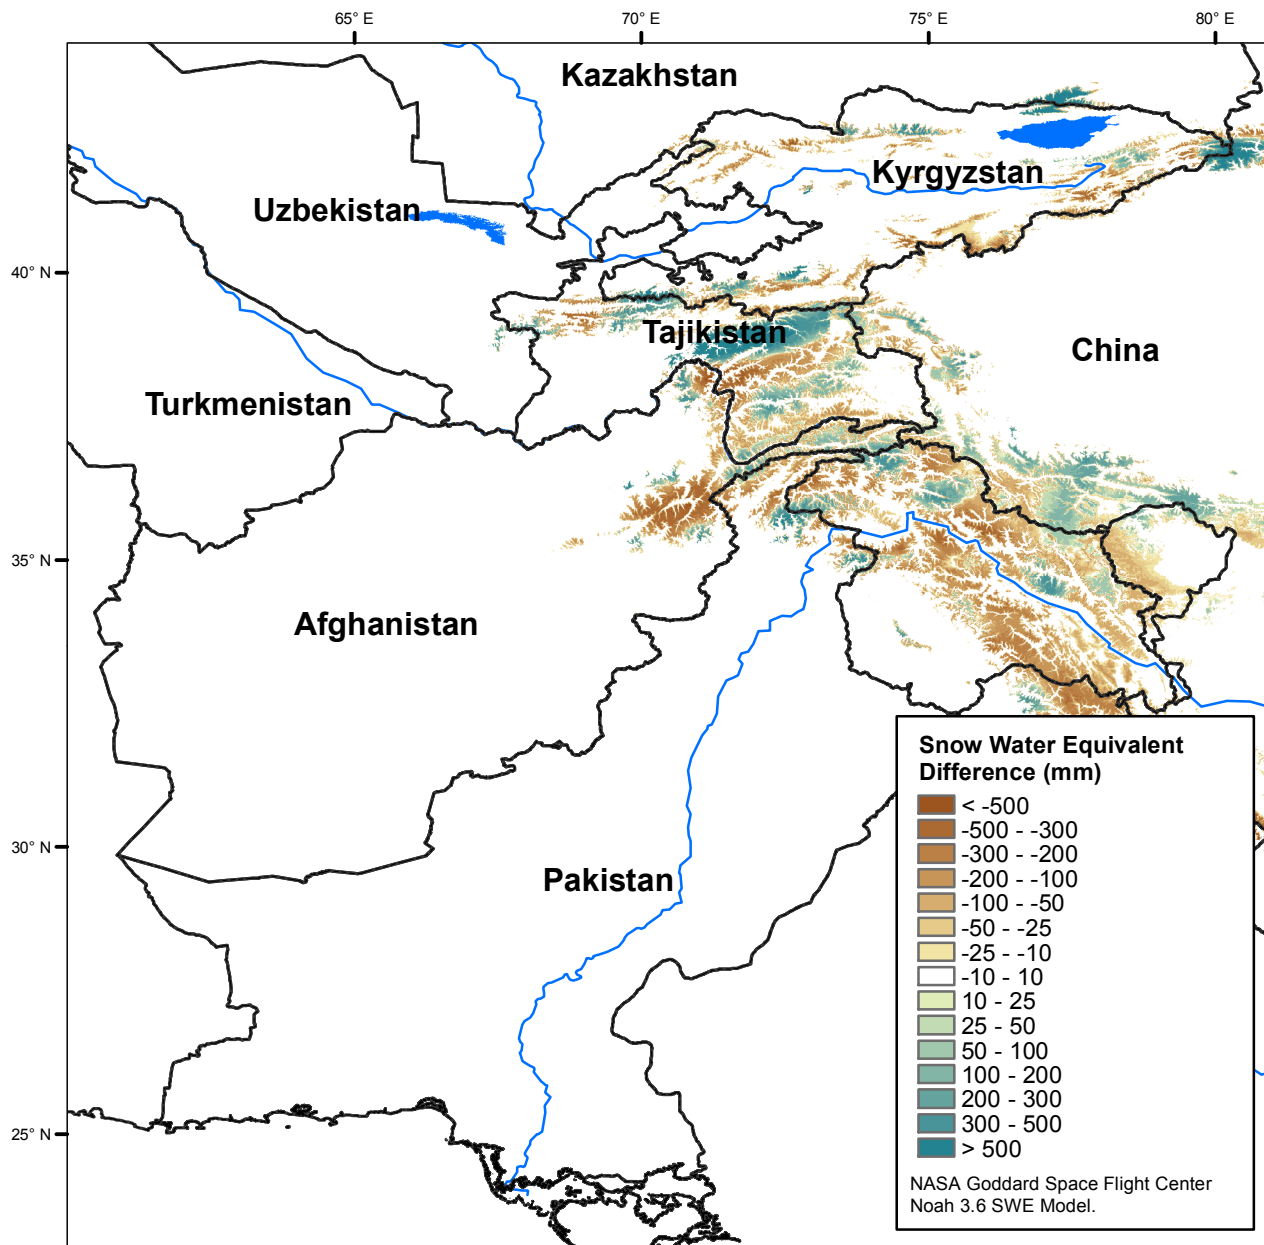 65° E
70° E
75° E
80° E
Kazakhstan
Kyrgyzstan
Uzbekistan
40° N
Tajikistan
China
Turkmenistan
35° N
Afghanistan
Snow Water Equivalent
Difference (mm)
< -500
-500 - -300
-300 - -200
-200 - -100
-100 - -50
-50 - -25
-25 - -10
-10 - 10
10 - 25
25 - 50
50 - 100
100 - 200
200 - 300
300 - 500
> 500
30° N
Pakistan
25° N
NASA Goddard Space Flight Center
Noah 3.6 SWE Model.